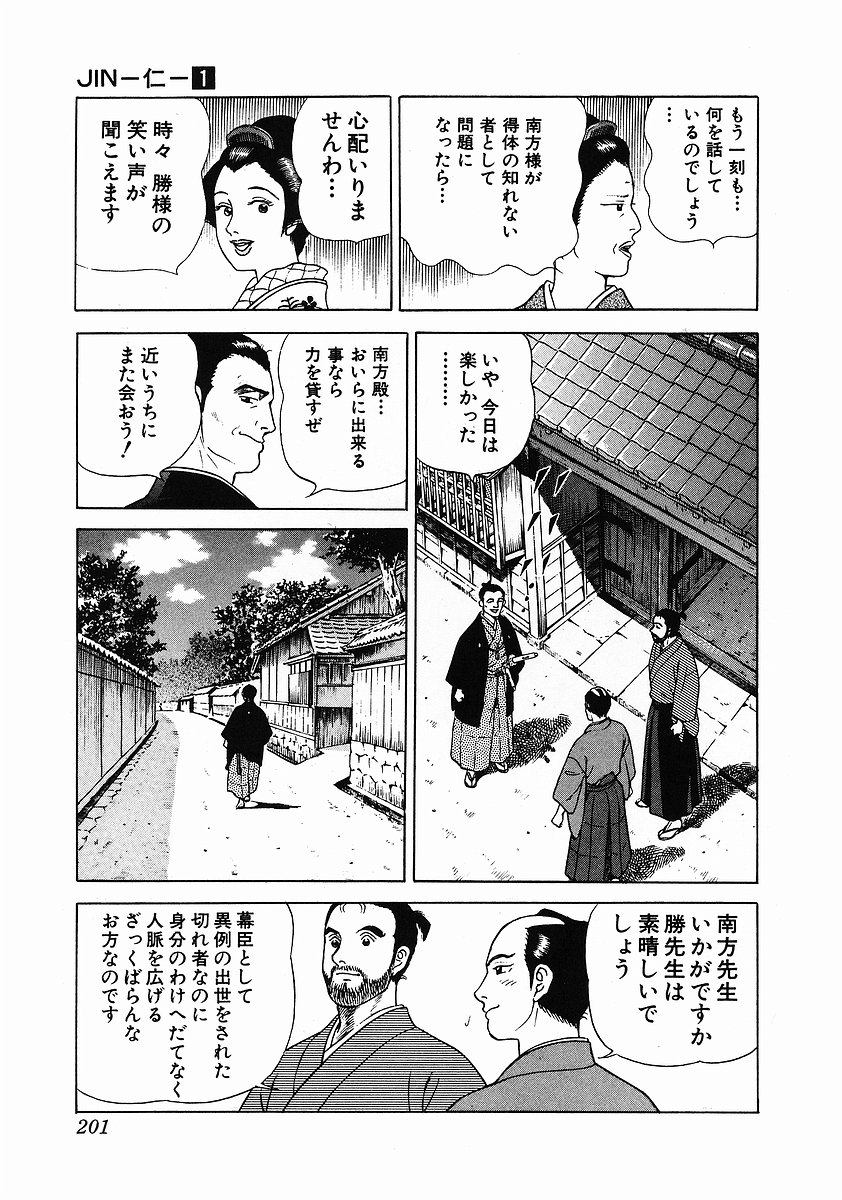 JIN－仁－1
もう一刻も…
何を話して
いるのでしょう
…
南方様が
得体の知れない
者として
問題に
なったら…
心配いりま
せんわ…
時々 勝様の
笑い声が
聞こえます
いや 今日は
楽しかった
………
南方殿…
おいらに出来る
事なら
力を貸すぜ
近いうちに
また会おう！
南方先生
いかがですか
勝先生は
素晴しいで
しょう
幕臣として
異例の出世をされた
切れ者なのに
身分のわけへだてなく
人脈を広げる
ざっくばらんな
お方なのです
201